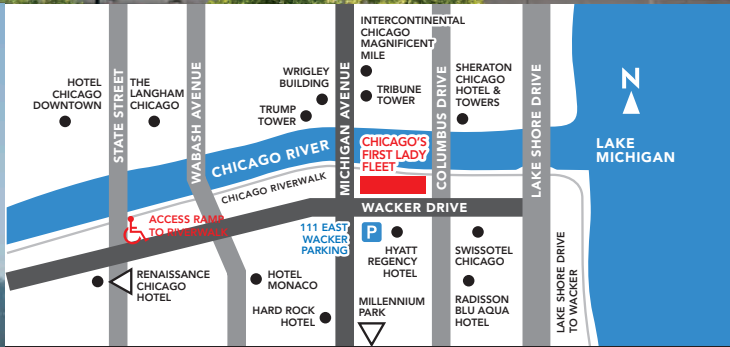 INTERCONTINENTAL
CHICAGO
MAGNIFICENT
MILE
HOTEL
CHICAGO
DOWNTOWN
STATE STREET
THE
LANGHAM
CHICAGO
WABASH AVENUE
WRIGLEY
BUILDING
TRUMP
TOWER
MICHIGAN AVENUE
TRIBUNE
TOWER
COLUMBUS DRIVE
SHERATON
CHICAGO
HOTEL &
TOWERS
LAKE SHORE DRIVE
N
LAKE
MICHIGAN
CHICAGO RIVER
CHICAGO'S
FIRST LADY
FLEET
CHICAGO RIVERWALK
WACKER DRIVE
ACCESS RAMP
TO RIVERWALK
111 EAST
WACKER
PARKING
P
HYATT
REGENCY
HOTEL
SWISSOTEL
CHICAGO
RENAISSANCE
CHICAGO
HOTEL
HOTEL
MONACO
HARD ROCK
HOTEL
MILLENNIUM
PARK
RADISSON
BLU AQUA
HOTEL
LAKE SHORE DRIVE
TO WACKER